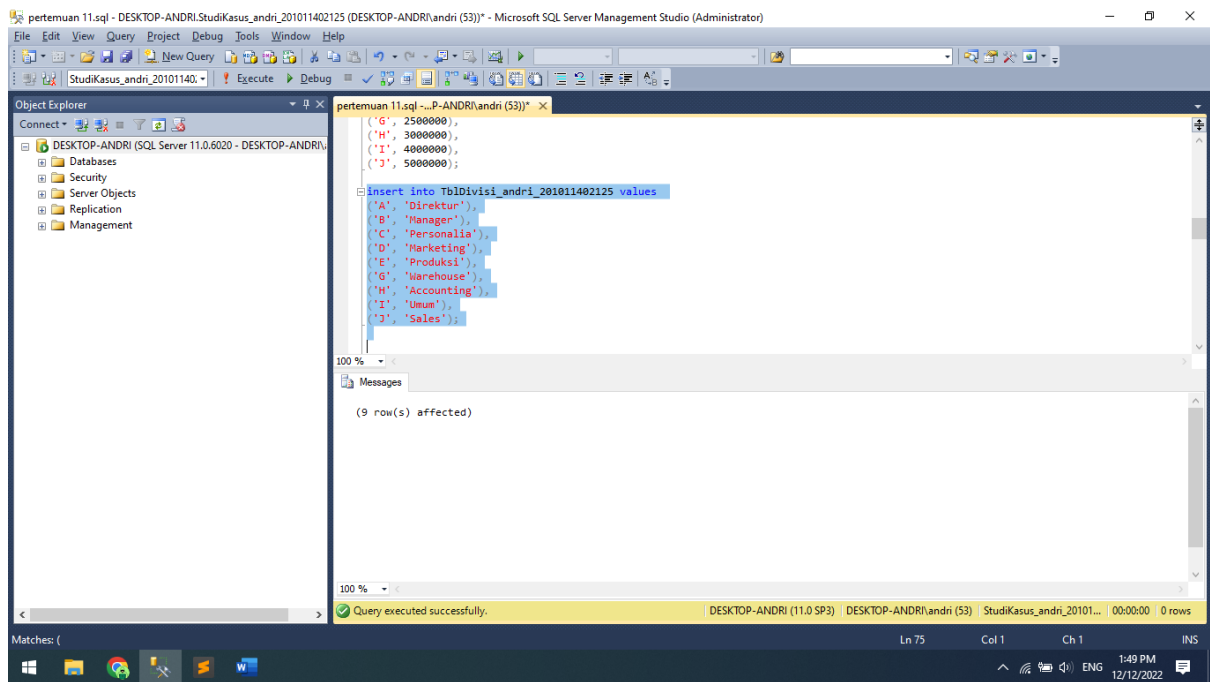 pertemuan 11.sql - DESKTOP-ANDRI.StudiKasus_andri_201011402125 (DESKTOP-ANDRI\andri (53))* - Microsoft SQL Server Management Studio (Administrator)
File Edit View Query Project Debug Tools Window Help
New Query
StudiKasus_andri_20101140: Execute Debug
Object Explorer
pertemuan 11.sql -...P-ANDRI\andri (53))*
Connect
DESKTOP-ANDRI (SQL Server 11.0.6020 - DESKTOP-ANDRI\
Databases
Security
Server Objects
Replication
Management
('G', 2500000),
('H', 3000000),
('I', 4000000),
('J', 5000000);
insert into TblDivisi_andri_201011402125 values
('A', 'Direktur'),
('B', 'Manager'),
('C', 'Personalia'),
('D', 'Marketing'),
('E', 'Produksi'),
('G', 'Warehouse'),
('H', 'Accounting'),
('I', 'Umum'),
('J', 'Sales');
100 %
Messages
(9 row(s) affected)
100 %
Query executed successfully. DESKTOP-ANDRI (11.0 SP3) DESKTOP-ANDRI\andri (53) StudiKasus_andri_20101... 00:00:00 0 rows
Matches: ( Ln 75 Col 1 Ch 1 INS
ENG 1:49 PM
12/12/2022